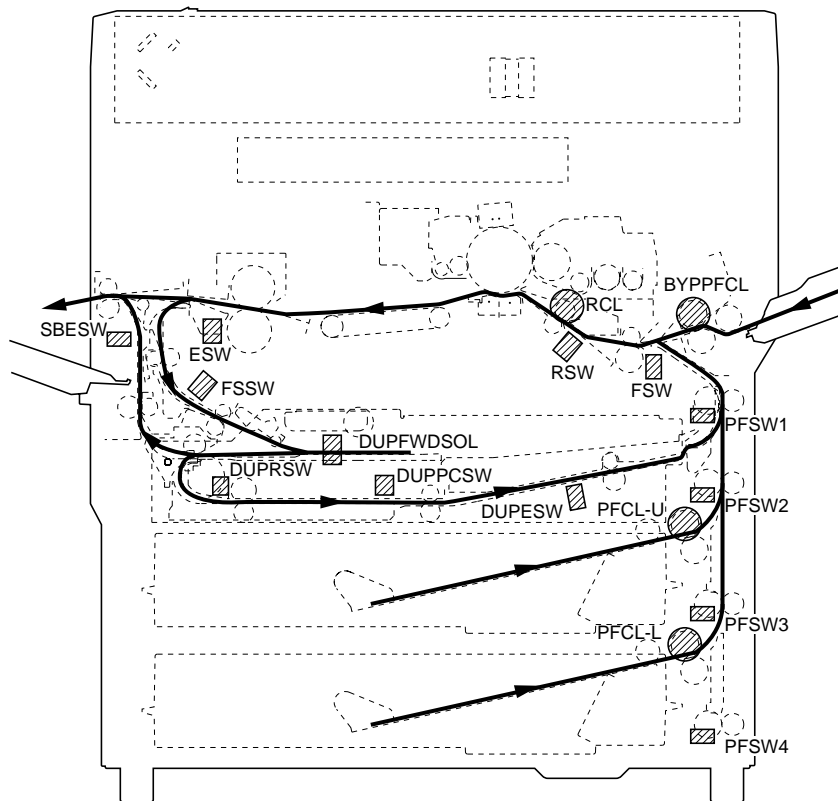 BYPPFCL
RCL
SBESW
ESW
RSW
FSW
FSSW
PFSW1
DUPFWDSOL
DUPRSW
DUPPCSW
DUPESW
PFCL-U
PFSW2
PFCL-L
PFSW3
PFSW4